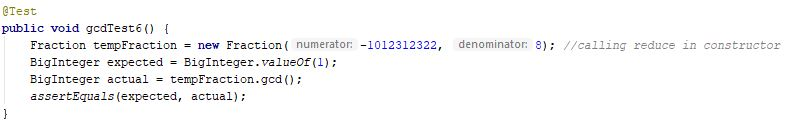 @Test
public void gcdTest6() {
    Fraction tempFraction = new Fraction( numerator: -1012312322, denominator: 8); //calling reduce in constructor
    BigInteger expected = BigInteger.valueOf(1);
    BigInteger actual = tempFraction.gcd();
    assertEquals(expected, actual);
}